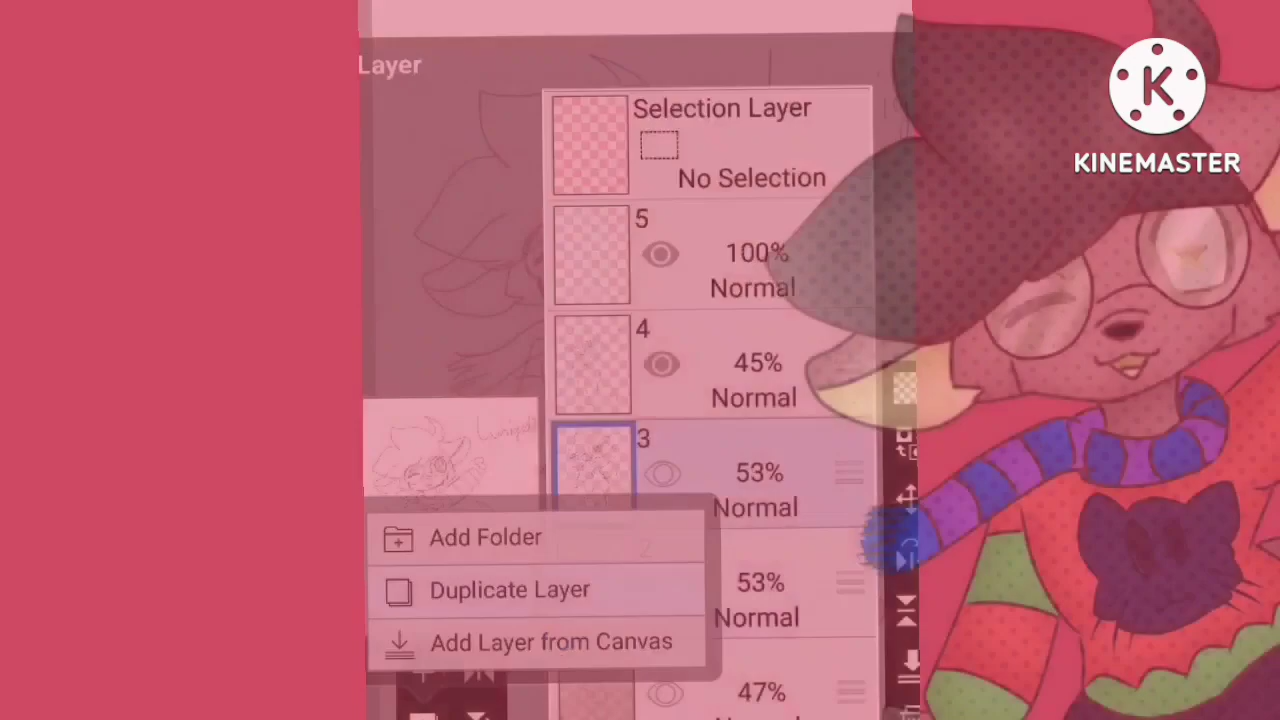 Layer
Selection Layer
No Selection
5
100%
Normal
4
45%
Normal
3
53%
Normal
2
53%
Normal
47%
Add Folder
Duplicate Layer
Add Layer from Canvas
K
KINEMASTER